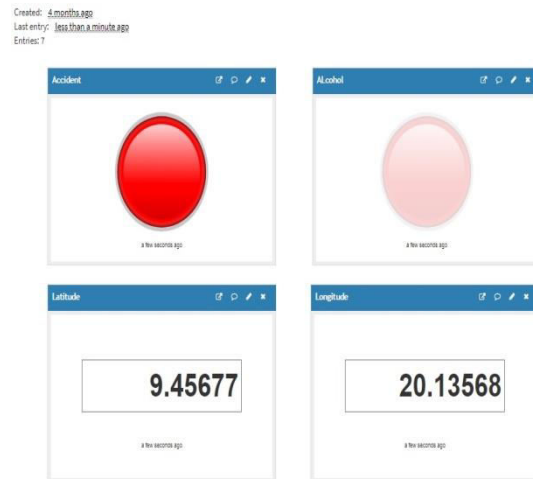 Created: 4 months ago
Last entry: less than a minute ago
Entries: 7
Accident
ALcohol
a few seconds ago
a few seconds ago
Latitude
Longitude
9.45677
20.13568
a few seconds ago
a few seconds ago